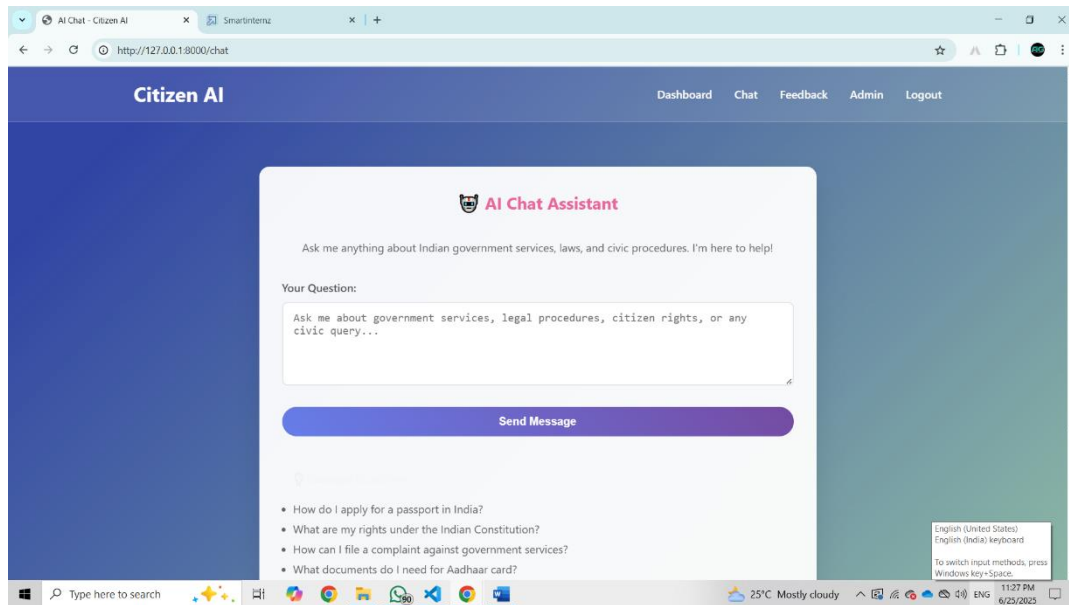 AI Chat - Citizen AI
Smartinternz
http://127.0.0.1:8000/chat
Citizen AI
Dashboard Chat Feedback Admin Logout
AI Chat Assistant
Ask me anything about Indian government services, laws, and civic procedures. I'm here to help!
Your Question:
Ask me about government services, legal procedures, citizen rights, or any
civic query...
Send Message
• How do I apply for a passport in India?
• What are my rights under the Indian Constitution?
• How can I file a complaint against government services?
• What documents do I need for Aadhaar card?
English (United States)
English (India) keyboard
To switch input methods, press
Windows key+Space.
Type here to search
90
25°C Mostly cloudy
ENG
11:27 PM
6/25/2025